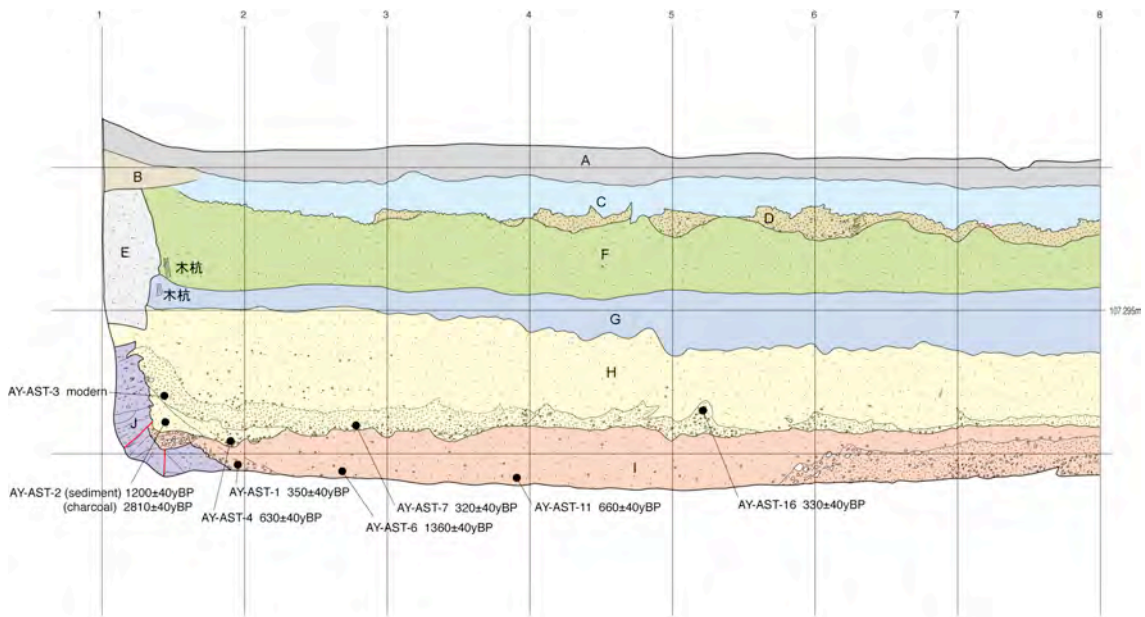 1 2 3 4 5 6 7 8
A
B
C
D
E
F
木杭
木杭
G
107.295m
H
AY-AST-3 modern
J
I
AY-AST-2 (sediment) 1200±40yBP
(charcoal) 2810±40yBP
AY-AST-1 350±40yBP
AY-AST-4 630±40yBP
AY-AST-7 320±40yBP
AY-AST-6 1360±40yBP
AY-AST-11 660±40yBP
AY-AST-16 330±40yBP